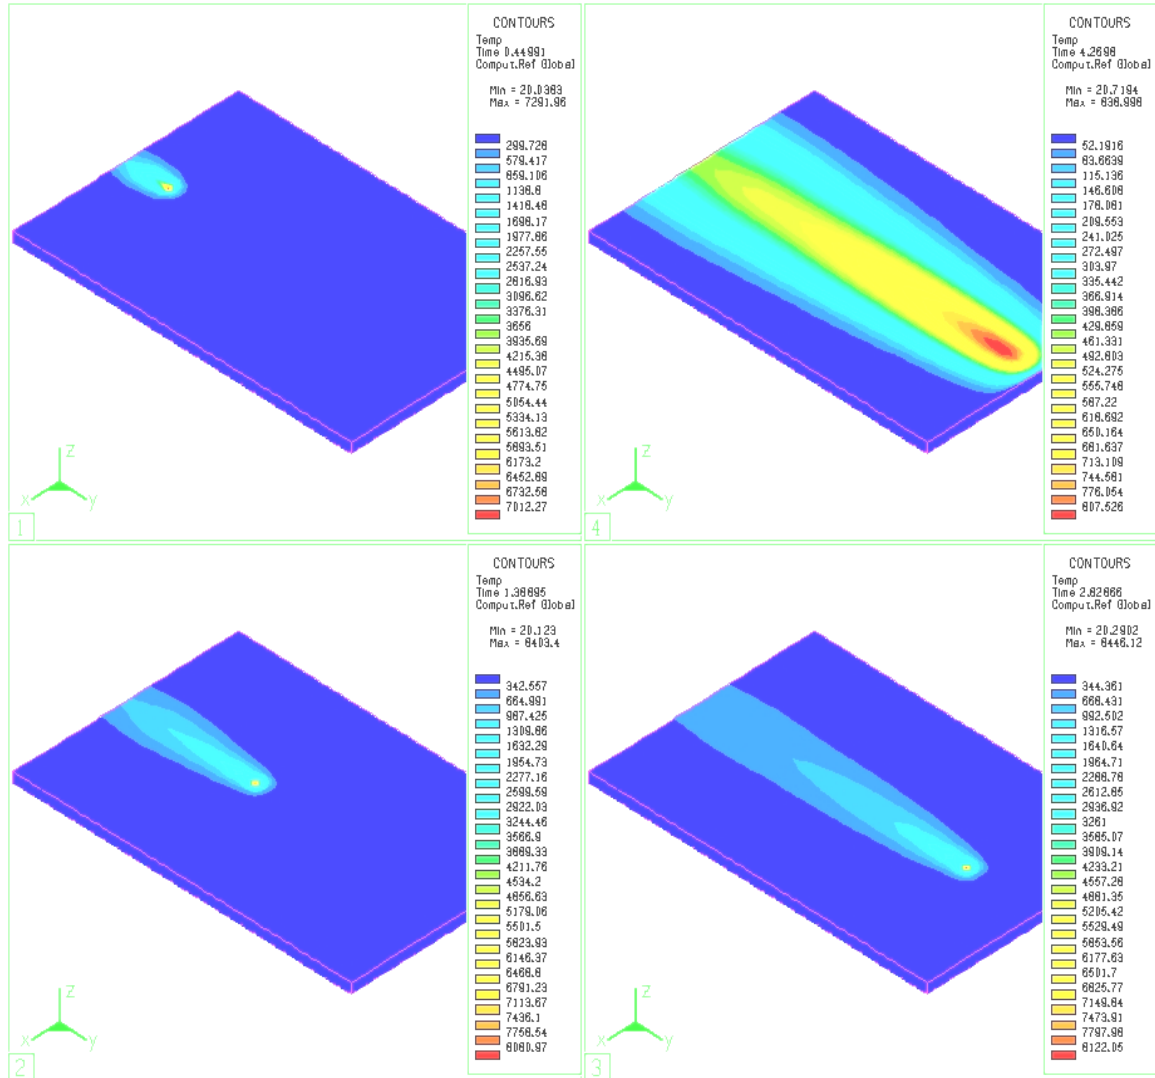 CONTOURS
Temp
Time 0.44991
Comput.Ref Global
Min = 20.0383
Max = 7291.96
299.728
579.417
859.106
1138.8
1418.48
1698.17
1977.86
2257.55
2537.24
2816.93
3096.62
3376.31
3656
3935.69
4215.38
4495.07
4774.75
5054.44
5334.13
5613.82
5893.51
6173.2
6452.89
6732.58
7012.27
Z
X
Y
1
CONTOURS
Temp
Time 4.2698
Comput.Ref Global
Min = 20.7194
Max = 838.998
52.1916
83.6639
115.136
146.608
178.081
209.553
241.025
272.497
303.97
335.442
366.914
398.386
429.859
461.331
492.803
524.275
555.748
587.22
618.692
650.164
681.637
713.109
744.581
776.054
807.526
Z
X
Y
4
CONTOURS
Temp
Time 1.38695
Comput.Ref Global
Min = 20.123
Max = 8403.4
342.557
664.991
987.425
1309.86
1632.29
1954.73
2277.16
2599.59
2922.03
3244.46
3566.9
3889.33
4211.76
4534.2
4856.63
5179.06
5501.5
5823.93
6146.37
6468.8
6791.23
7113.67
7436.1
7758.54
8080.97
Z
X
Y
2
CONTOURS
Temp
Time 2.82866
Comput.Ref Global
Min = 20.2902
Max = 8446.12
344.361
668.431
992.502
1316.57
1640.64
1964.71
2288.78
2612.85
2936.92
3261
3585.07
3909.14
4233.21
4557.28
4881.35
5205.42
5529.49
5853.56
6177.63
6501.7
6825.77
7149.84
7473.91
7797.98
8122.05
Z
X
Y
3